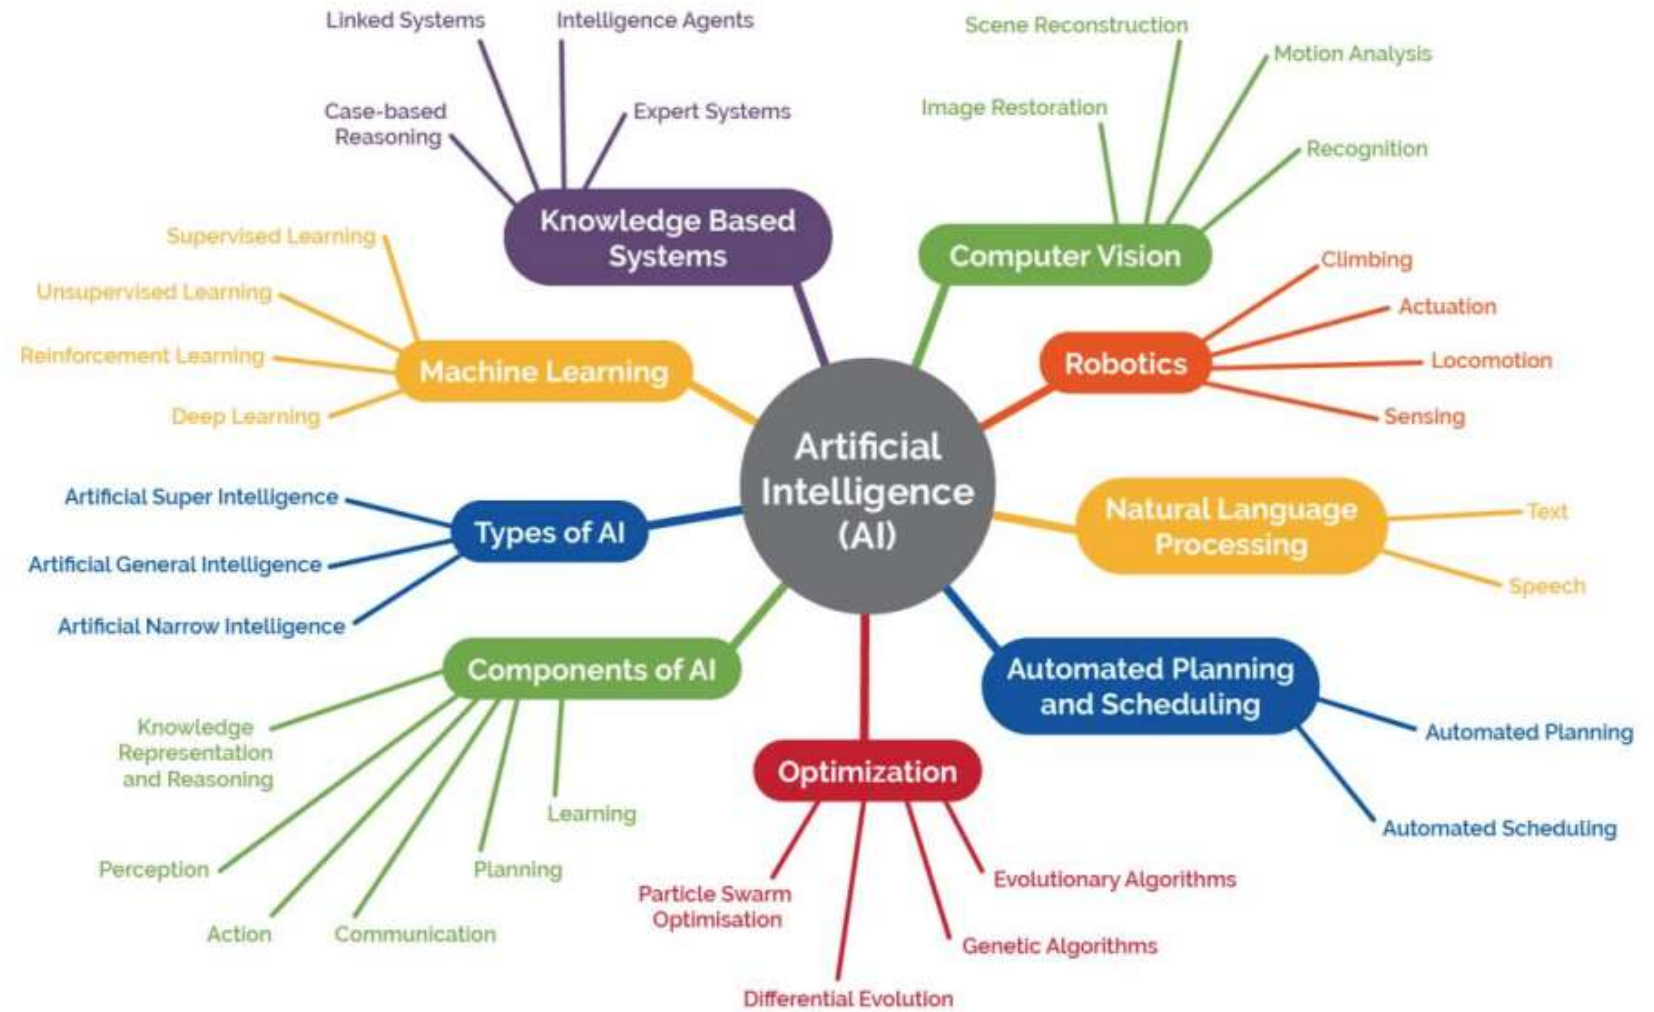 Artificial
Intelligence
(AI)
Knowledge Based
Systems
Linked Systems
Intelligence Agents
Case-based
Reasoning
Expert Systems
Computer Vision
Scene Reconstruction
Motion Analysis
Image Restoration
Recognition
Robotics
Climbing
Actuation
Locomotion
Sensing
Natural Language
Processing
Text
Speech
Automated Planning
and Scheduling
Automated Planning
Automated Scheduling
Optimization
Evolutionary Algorithms
Genetic Algorithms
Differential Evolution
Particle Swarm
Optimisation
Components of AI
Learning
Planning
Communication
Action
Perception
Knowledge
Representation
and Reasoning
Types of AI
Artificial Super Intelligence
Artificial General Intelligence
Artificial Narrow Intelligence
Machine Learning
Supervised Learning
Unsupervised Learning
Reinforcement Learning
Deep Learning